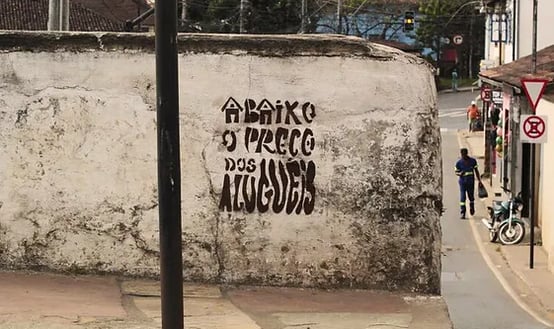 ABAIXO
O PREÇO
DOS
ALUGUÉIS